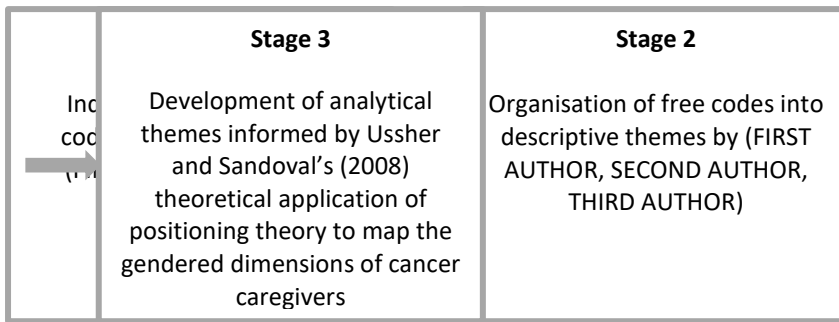 Stage 3
Development of analytical
themes informed by Ussher
and Sandoval’s (2008)
theoretical application of
positioning theory to map the
gendered dimensions of cancer
caregivers
Stage 2
Organisation of free codes into
descriptive themes by (FIRST
AUTHOR, SECOND AUTHOR,
THIRD AUTHOR)